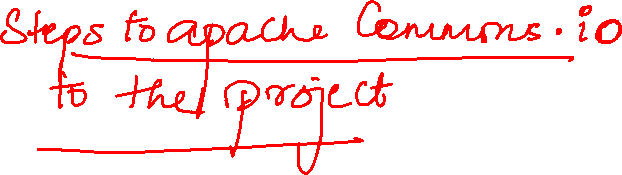 Steps to apache Commons.io
to the project